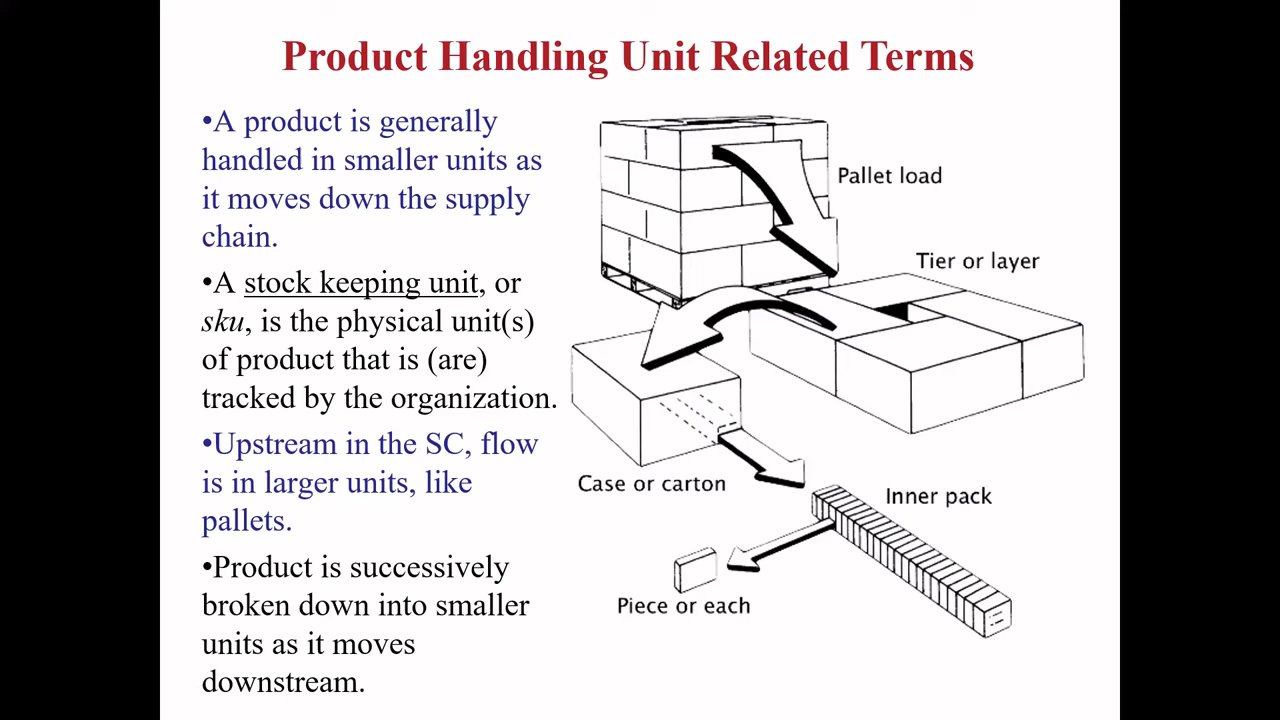 Product Handling Unit Related Terms
•A product is generally
handled in smaller units as
it moves down the supply
chain.
•A stock keeping unit, or
sku, is the physical unit(s)
of product that is (are)
tracked by the organization.
•Upstream in the SC, flow
is in larger units, like
pallets.
•Product is successively
broken down into smaller
units as it moves
downstream.
Pallet load
Tier or layer
Case or carton
Inner pack
Piece or each